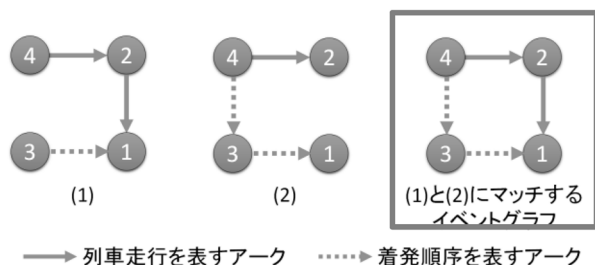 4 2
3 1
(1)
4 2
3 1
(2)
4 2
3 1
(1)と(2)にマッチする
イベントグラフ
列車走行を表すアーク
着発順序を表すアーク